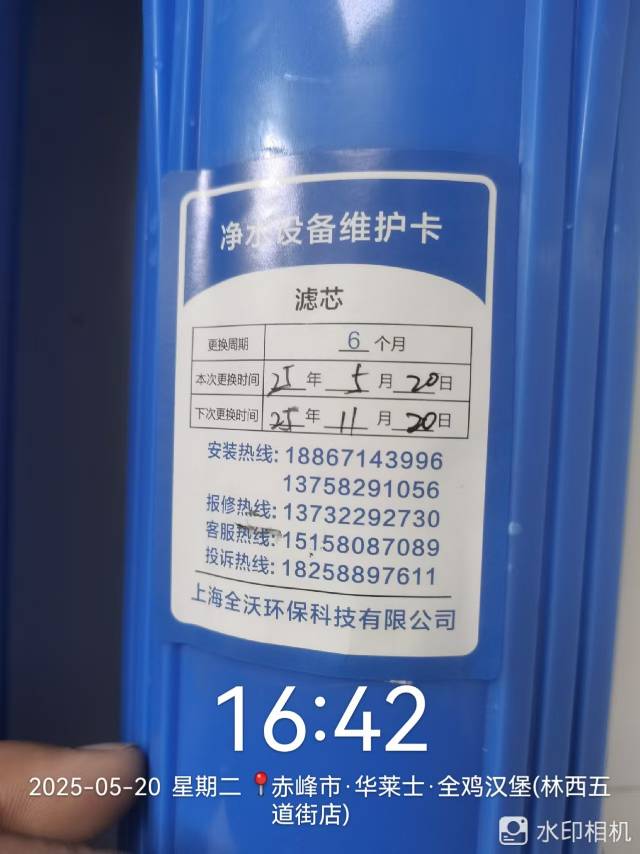 净水设备维护卡
滤芯
更换周期 6 个月
本次更换时间 25 年 5 月 20 日
下次更换时间 25 年 11 月 20 日
安装热线: 18867143996
13758291056
报修热线: 13732292730
客服热线: 15158087089
投诉热线: 18258897611
上海全沃环保科技有限公司
16:42
2025-05-20 星期二 赤峰市·华莱士·全鸡汉堡(林西五
道街店)
水印相机